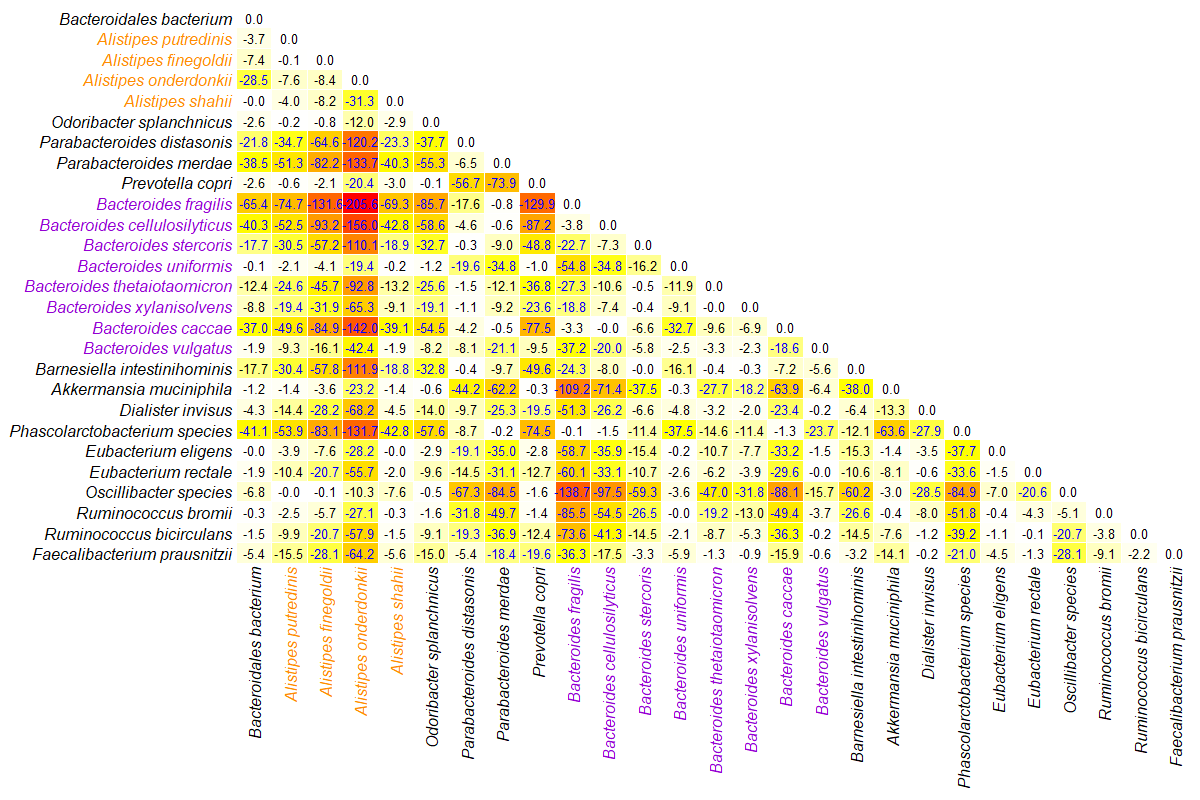 Bacteroidales bacterium 0.0
Alistipes putredinis -3.7 0.0
Alistipes finegoldii -7.4 -0.1 0.0
Alistipes onderdonkii -28.5 -7.6 -8.4 0.0
Alistipes shahii -0.0 -4.0 -8.2 -31.3 0.0
Odoribacter splanchnicus -2.6 -0.2 -0.8 -12.0 -2.9 0.0
Parabacteroides distasonis -21.8 -34.7 -64.6 -120.2 -23.3 -37.7 0.0
Parabacteroides merdae -38.5 -51.3 -82.2 -133.7 -40.3 -55.3 -6.5 0.0
Prevotella copri -2.6 -0.6 -2.1 -20.4 -3.0 -0.1 -56.7 -73.9 0.0
Bacteroides fragilis -65.4 -74.7 -131.6 -205.6 -69.3 -85.7 -17.6 -0.8 -129.9 0.0
Bacteroides cellulosilyticus -40.3 -52.5 -93.2 -156.0 -42.8 -58.6 -4.6 -0.6 -87.2 -3.8 0.0
Bacteroides stercoris -17.7 -30.5 -57.2 -110.1 -18.9 -32.7 -0.3 -9.0 -48.8 -22.7 -7.3 0.0
Bacteroides uniformis -0.1 -2.1 -4.1 -19.4 -0.2 -1.2 -19.6 -34.8 -1.0 -54.8 -34.8 -16.2 0.0
Bacteroides thetaiotaomicron -12.4 -24.6 -45.7 -92.8 -13.2 -25.6 -1.5 -12.1 -36.8 -27.3 -10.6 -0.5 -11.9 0.0
Bacteroides xylanisolvens -8.8 -19.4 -31.9 -65.3 -9.1 -19.1 -1.1 -9.2 -23.6 -18.8 -7.4 -0.4 -9.1 -0.0 0.0
Bacteroides caccae -37.0 -49.6 -84.9 -142.0 -39.1 -54.5 -4.2 -0.5 -77.5 -3.3 -0.0 -6.6 -32.7 -9.6 -6.9 0.0
Bacteroides vulgatus -1.9 -9.3 -16.1 -42.4 -1.9 -8.2 -8.1 -21.1 -9.5 -37.2 -20.0 -5.8 -2.5 -3.3 -2.3 -18.6 0.0
Barnesiella intestinihominis -17.7 -30.4 -57.8 -111.9 -18.8 -32.8 -0.4 -9.7 -49.6 -24.3 -8.0 -0.0 -16.1 -0.4 -0.3 -7.2 -5.6 0.0
Akkermansia muciniphila -1.2 -1.4 -3.6 -23.2 -1.4 -0.6 -44.2 -62.2 -0.3 -109.2 -71.4 -37.5 -0.3 -27.7 -18.2 -63.9 -6.4 -38.0 0.0
Dialister invisus -4.3 -14.4 -28.2 -68.2 -4.5 -14.0 -9.7 -25.3 -19.5 -51.3 -26.2 -6.6 -4.8 -3.2 -2.0 -23.4 -0.2 -6.4 -13.3 0.0
Phascolarctobacterium species -41.1 -53.9 -83.1 -131.7 -42.8 -57.6 -8.7 -0.2 -74.5 -0.1 -1.5 -11.4 -37.5 -14.6 -11.4 -1.3 -23.7 -12.1 -63.6 -27.9 0.0
Eubacterium eligens -0.0 -3.9 -7.6 -28.2 -0.0 -2.9 -19.1 -35.0 -2.8 -58.7 -35.9 -15.4 -0.2 -10.7 -7.7 -33.2 -1.5 -15.3 -1.4 -3.5 -37.7 0.0
Eubacterium rectale -1.9 -10.4 -20.7 -55.7 -2.0 -9.6 -14.5 -31.1 -12.7 -60.1 -33.1 -10.7 -2.6 -6.2 -3.9 -29.6 -0.0 -10.6 -8.1 -0.6 -33.6 -1.5 0.0
Oscillibacter species -6.8 -0.0 -0.1 -10.3 -7.6 -0.5 -67.3 -84.5 -1.6 -138.7 -97.5 -59.3 -3.6 -47.0 -31.8 -88.1 -15.7 -60.2 -3.0 -28.5 -84.9 -7.0 -20.6 0.0
Ruminococcus bromii -0.3 -2.5 -5.7 -27.1 -0.3 -1.6 -31.8 -49.7 -1.4 -85.5 -54.5 -26.5 -0.0 -19.2 -13.0 -49.4 -3.7 -26.6 -0.4 -8.0 -51.8 -0.4 -4.3 -5.1 0.0
Ruminococcus bicirculans -1.5 -9.9 -20.7 -57.9 -1.6 -9.1 -19.3 -36.9 -12.4 -73.6 -41.3 -14.5 -2.1 -8.7 -5.3 -36.3 -0.2 -14.5 -7.6 -1.2 -39.2 -1.1 -0.1 -20.7 -3.8 0.0
Faecalibacterium prausnitzii -5.4 -15.5 -28.1 -64.2 -5.6 -15.0 -5.4 -18.4 -19.6 -36.3 -17.5 -3.3 -5.9 -1.3 -0.9 -15.9 -0.6 -3.2 -14.1 -0.2 -21.0 -4.5 -1.3 -28.1 -9.1 -2.2 0.0
Bacteroidales bacterium
Alistipes putredinis
Alistipes finegoldii
Alistipes onderdonkii
Alistipes shahii
Odoribacter splanchnicus
Parabacteroides distasonis
Parabacteroides merdae
Prevotella copri
Bacteroides fragilis
Bacteroides cellulosilyticus
Bacteroides stercoris
Bacteroides uniformis
Bacteroides thetaiotaomicron
Bacteroides xylanisolvens
Bacteroides caccae
Bacteroides vulgatus
Barnesiella intestinihominis
Akkermansia muciniphila
Dialister invisus
Phascolarctobacterium species
Eubacterium eligens
Eubacterium rectale
Oscillibacter species
Ruminococcus bromii
Ruminococcus bicirculans
Faecalibacterium prausnitzii